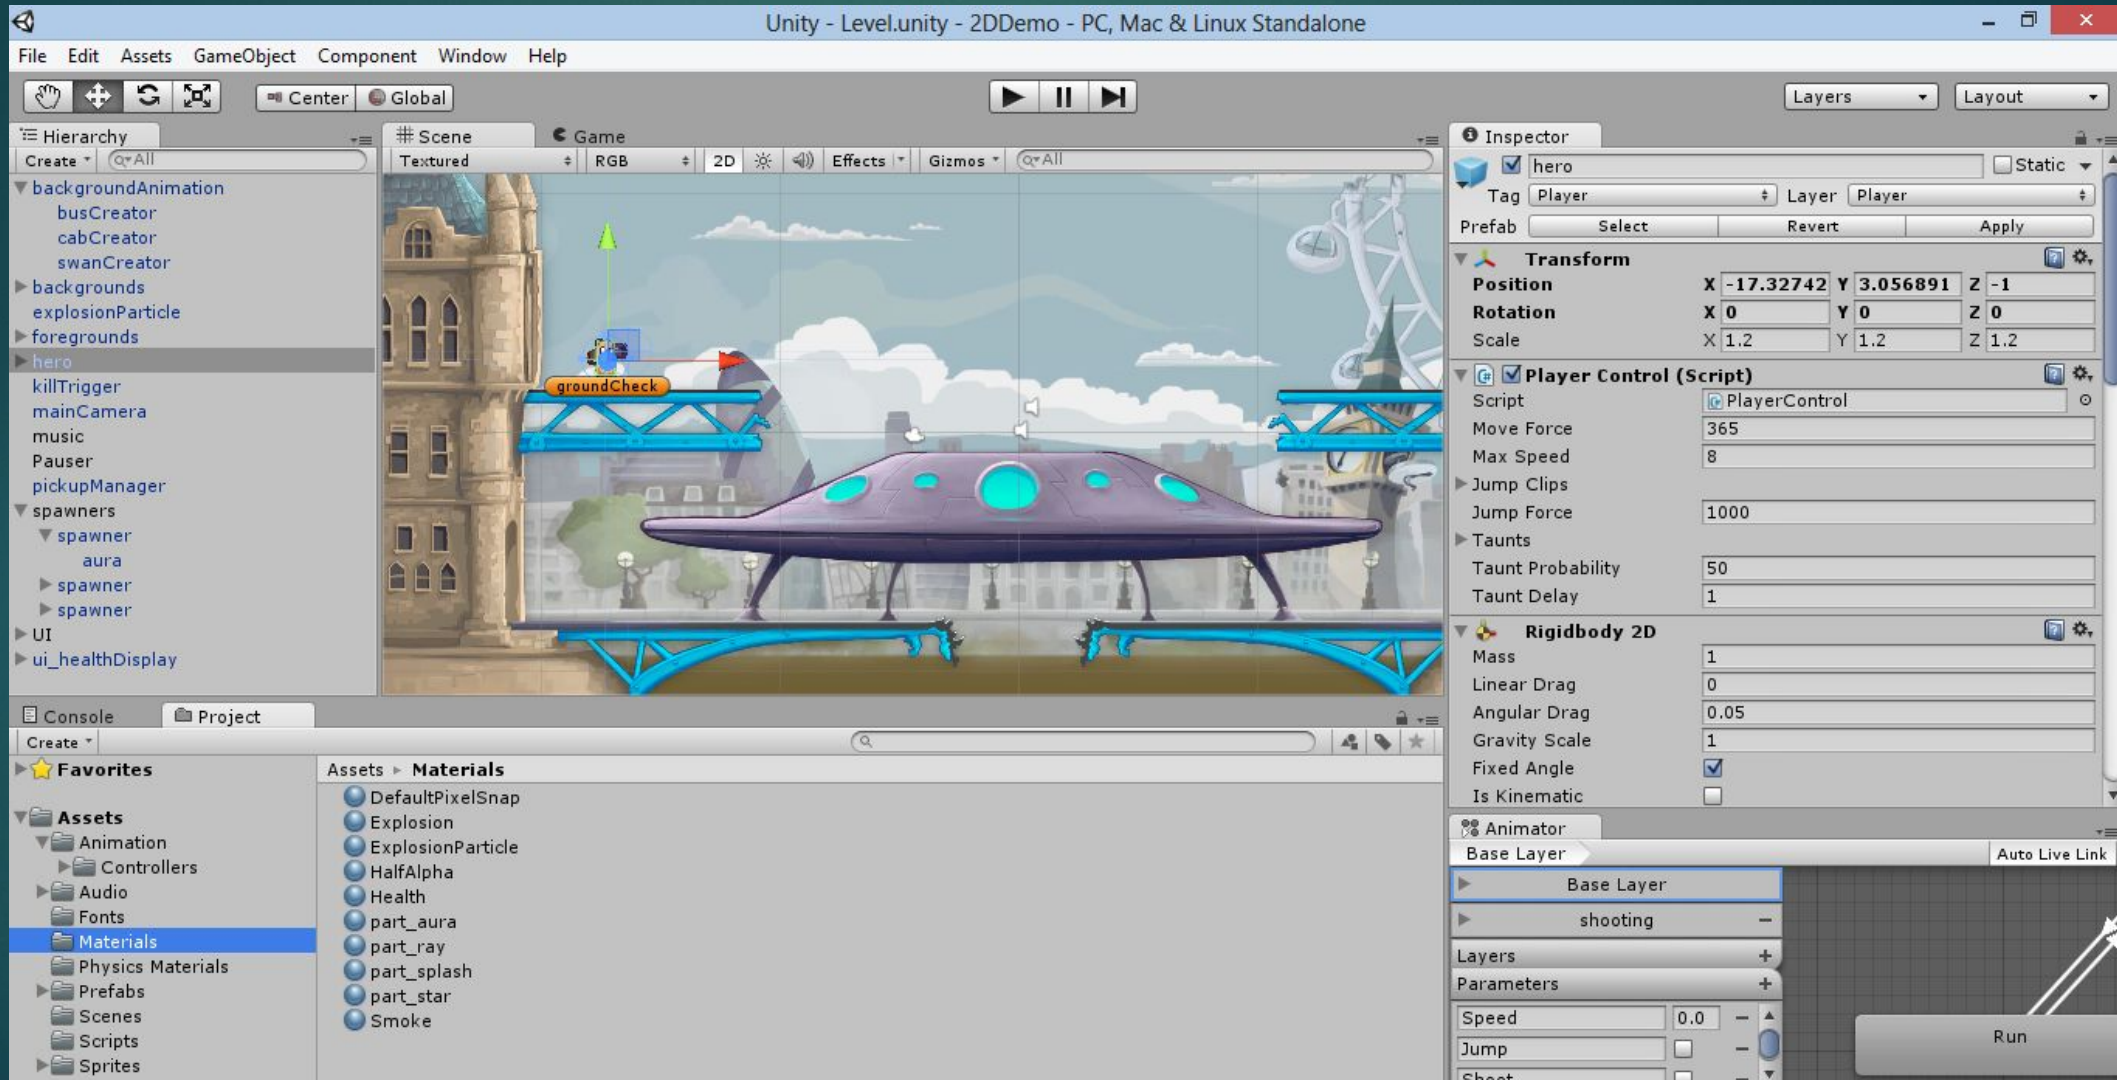 Unity - Level.unity - 2DDemo - PC, Mac & Linux Standalone
File Edit Assets GameObject Component Window Help
Center Global
Layers Layout
Hierarchy
Create All
backgroundAnimation
busCreator
cabCreator
swanCreator
backgrounds
explosionParticle
foregrounds
hero
killTrigger
mainCamera
music
Pauser
pickupManager
spawners
spawner
aura
spawner
spawner
UI
ui_healthDisplay
Scene Game
Textured RGB 2D Effects Gizmos All
groundCheck
Inspector
hero Static
Tag Player Layer Player
Prefab Select Revert Apply
Transform
Position X -17.32742 Y 3.056891 Z -1
Rotation X 0 Y 0 Z 0
Scale X 1.2 Y 1.2 Z 1.2
Player Control (Script)
Script PlayerControl
Move Force 365
Max Speed 8
Jump Clips
Jump Force 1000
Taunts
Taunt Probability 50
Taunt Delay 1
Rigidbody 2D
Mass 1
Linear Drag 0
Angular Drag 0.05
Gravity Scale 1
Fixed Angle
Is Kinematic
Console Project
Create
Favorites
Assets
Animation
Controllers
Audio
Fonts
Materials
Physics Materials
Prefabs
Scenes
Scripts
Sprites
Assets Materials
DefaultPixelSnap
Explosion
ExplosionParticle
HalfAlpha
Health
part_aura
part_ray
part_splash
part_star
Smoke
Animator
Base Layer Auto Live Link
Base Layer
shooting
Layers
Parameters
Speed 0.0
Jump
Shoot
Run